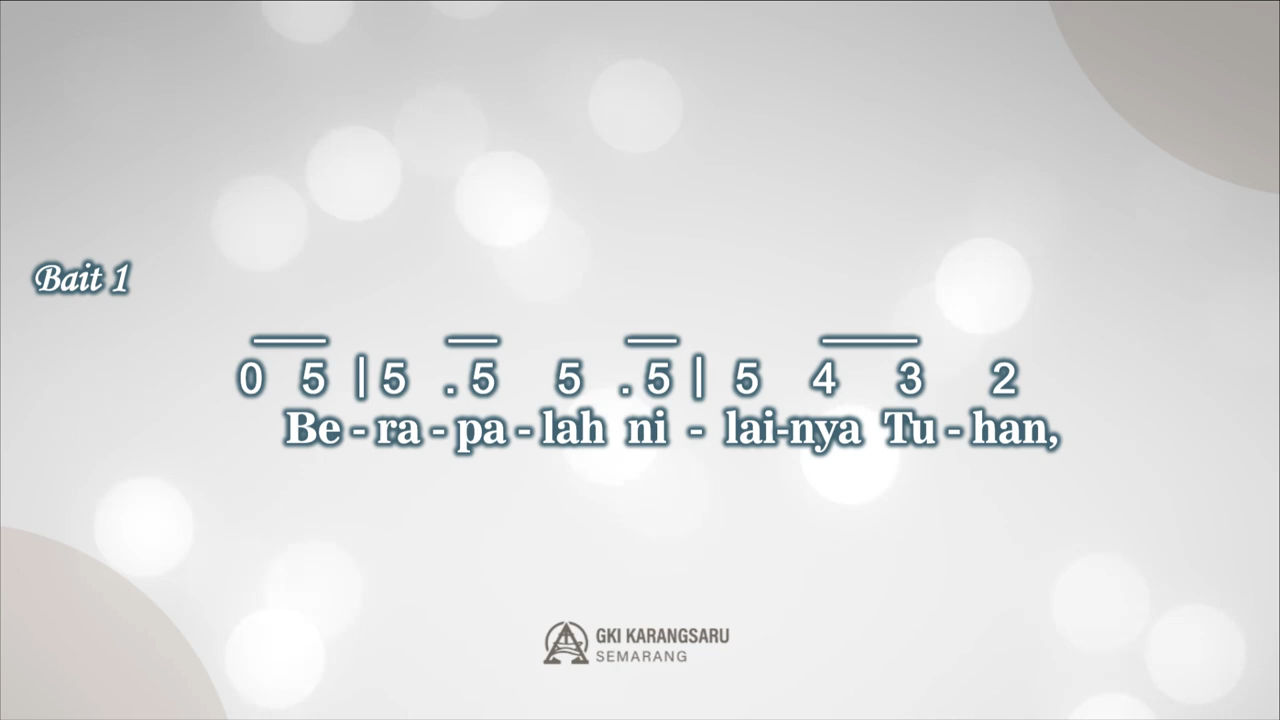 Bait 1
0 5 | 5 . 5 5 . 5 | 5 4 3 2
Be - ra - pa - lah ni - lai-nya Tu - han,
GKI KARANGSARU
SEMARANG